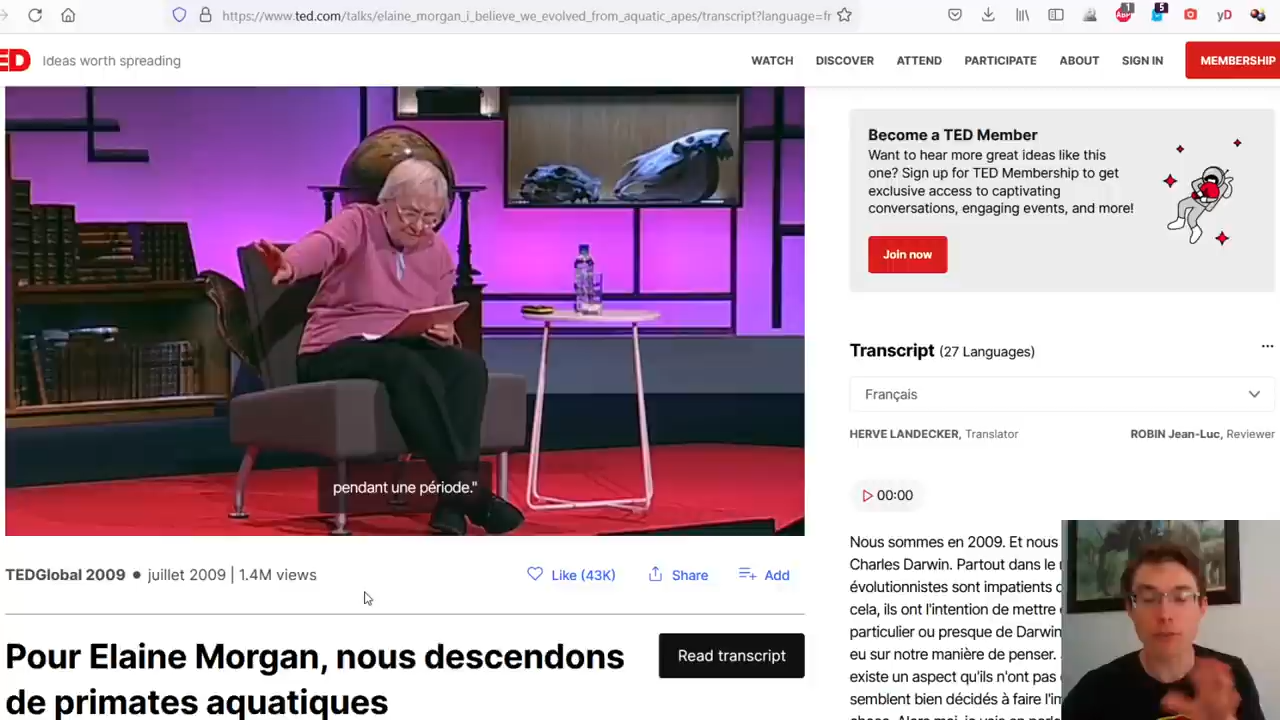 https://www.ted.com/talks/elaine_morgan_i_believe_we_evolved_from_aquatic_apes/transcript?language=fr
1
5
yD
ED Ideas worth spreading
WATCH DISCOVER ATTEND PARTICIPATE ABOUT SIGN IN MEMBERSHIP
Become a TED Member
Want to hear more great ideas like this
one? Sign up for TED Membership to get
exclusive access to captivating
conversations, engaging events, and more!
Join now
pendant une période."
TEDGlobal 2009 • juillet 2009 | 1.4M views
Like (43K) Share Add
Pour Elaine Morgan, nous descendons
de primates aquatiques
Read transcript
Transcript (27 Languages)
Français
HERVE LANDECKER, Translator ROBIN Jean-Luc, Reviewer
00:00
Nous sommes en 2009. Et nous
Charles Darwin. Partout dans le
évolutionnistes sont impatients
cela, ils ont l'intention de mettre
particulier ou presque de Darwin
eu sur notre manière de penser.
existe un aspect qu'ils n'ont pas
semblent bien décidés à faire